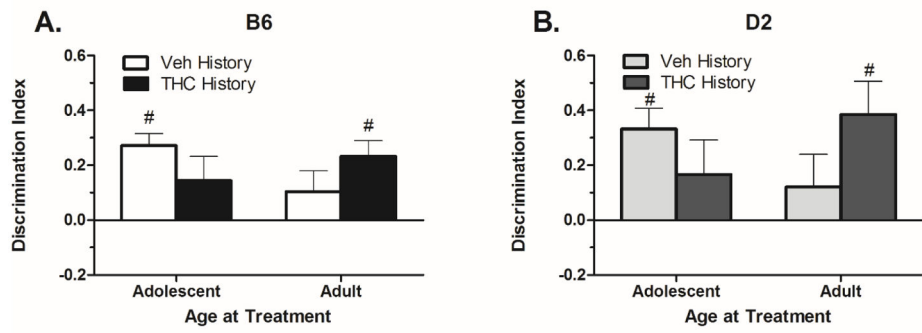 A.
B6
Discrimination Index
0.6
0.4
0.2
0.0
-0.2
Veh History
THC History
#
#
Adolescent
Adult
Age at Treatment
B.
D2
Discrimination Index
0.6
0.4
0.2
0.0
-0.2
Veh History
THC History
#
#
Adolescent
Adult
Age at Treatment